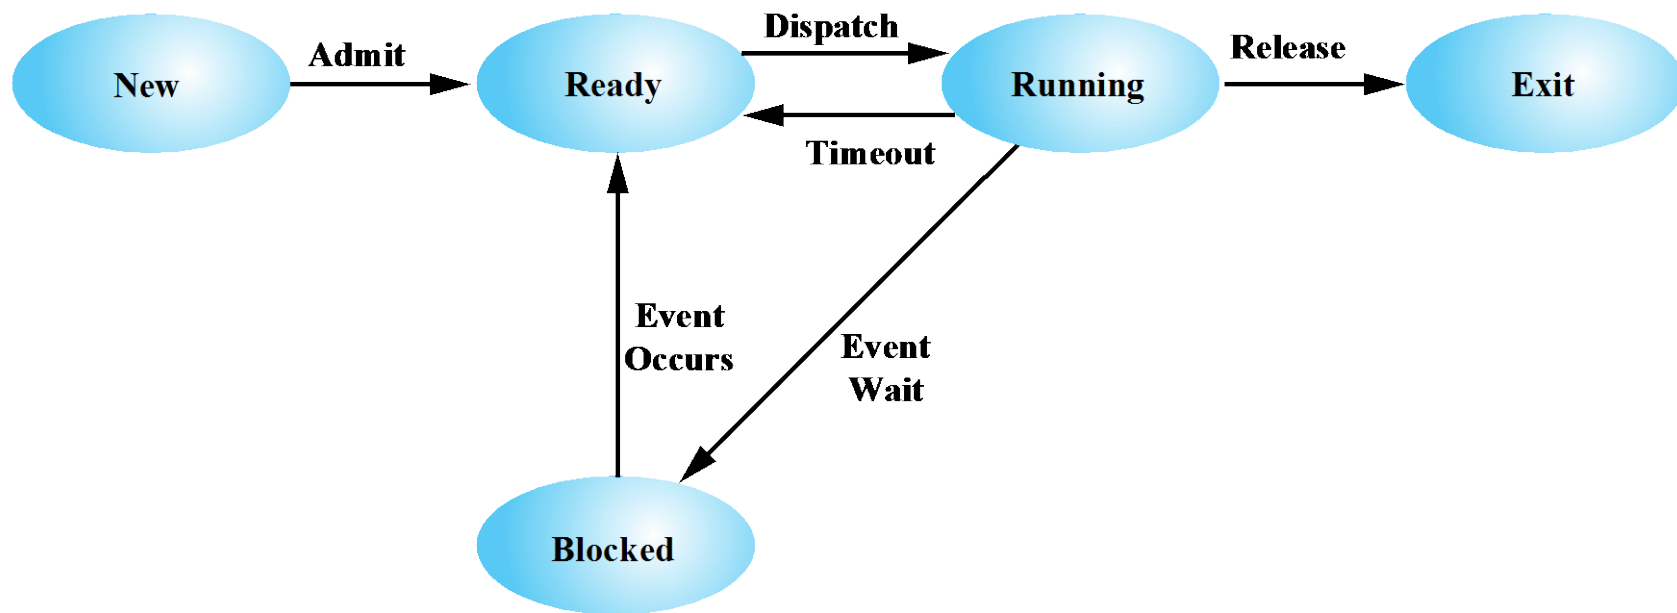 New
Admit
Ready
Dispatch
Timeout
Running
Release
Exit
Event
Occurs
Event
Wait
Blocked